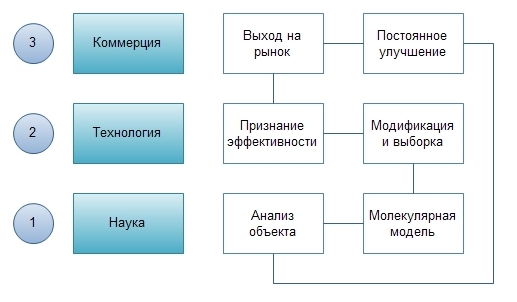 3
Коммерция
Выход на
рынок
Постоянное
улучшение
2
Технология
Признание
эффективности
Модификация
и выборка
1
Наука
Анализ
объекта
Молекулярная
модель